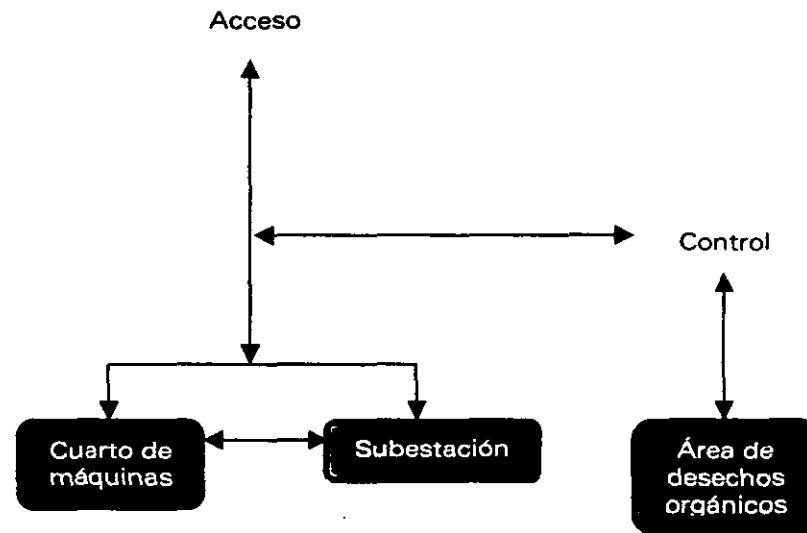 Acceso
Control
Cuarto de
máquinas
Subestación
Área de
desechos
orgánicos